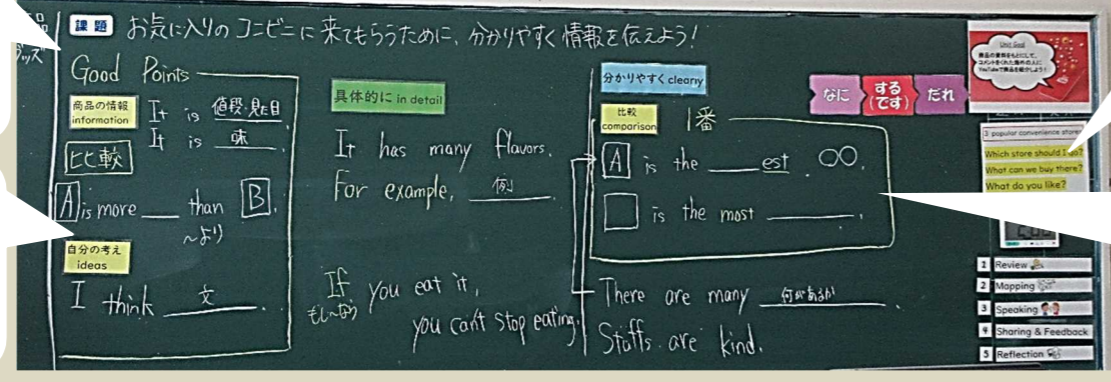 課題 お気に入りのコンビニに来てもらうために、分かりやすく情報を伝えよう!
グッズ
Good Points
商品の情報
information
It is 値段・見た目.
It is 味.
比較
A is more ___ than B.
～より
自分の考え
ideas
I think 文.
具体的に in detail
It has many flavors.
For example, 例.
If you eat it,
もし～なら
you can't stop eating.
分かりやすく clearly
比較
comparison
1番
A is the ___ est. ○○.
□ is the most ___.
There are many 何があるか.
Staffs are kind.
なに
する
(です)
だれ
Unit Goal
3 popular convenience stores
Which store should I go?
What can we buy there?
What do you like?
1 Review
2 Mapping
3 Speaking
4 Sharing & Feedback
5 Reflection